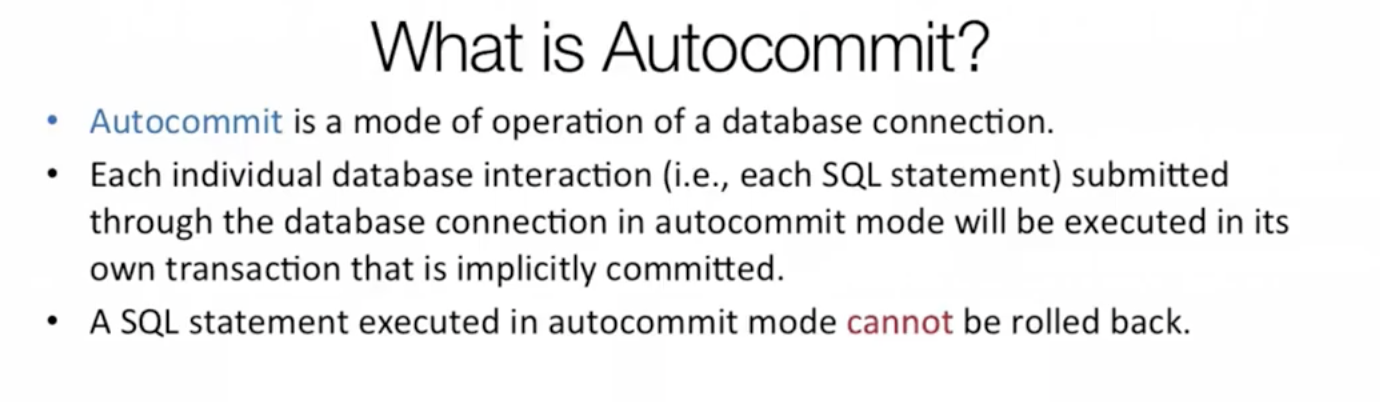 What is Autocommit?
• Autocommit is a mode of operation of a database connection.
• Each individual database interaction (i.e., each SQL statement) submitted
through the database connection in autocommit mode will be executed in its
own transaction that is implicitly committed.
• A SQL statement executed in autocommit mode cannot be rolled back.